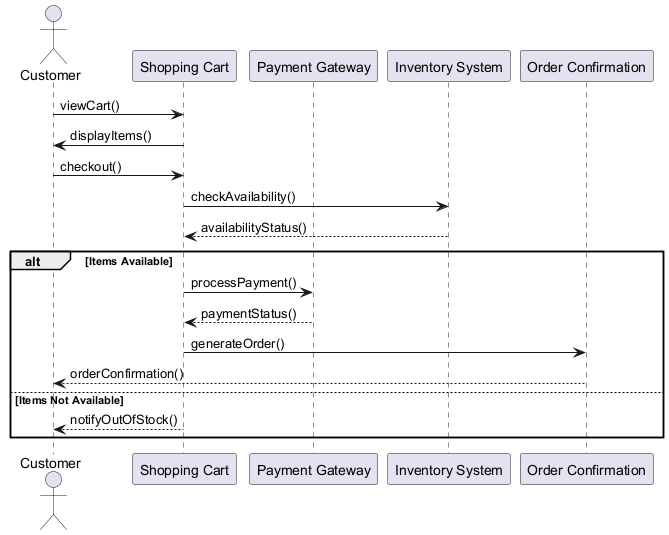 Customer
Shopping Cart
Payment Gateway
Inventory System
Order Confirmation
viewCart()
displayItems()
checkout()
checkAvailability()
availabilityStatus()
alt
[Items Available]
processPayment()
paymentStatus()
generateOrder()
orderConfirmation()
[Items Not Available]
notifyOutOfStock()
Customer
Shopping Cart
Payment Gateway
Inventory System
Order Confirmation